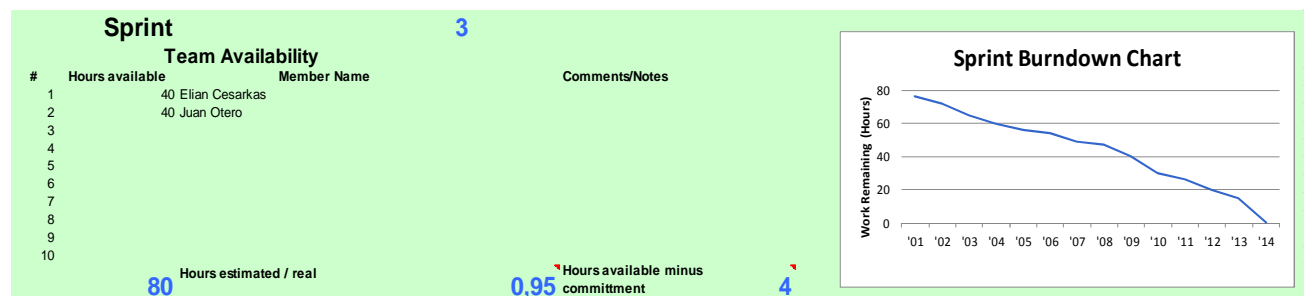 Sprint 3
Team Availability
# Hours available Member Name Comments/Notes
1 40 Elian Cesarkas
2 40 Juan Otero
3
4
5
6
7
8
9
10
80 Hours estimated / real 0,95 Hours available minus committment 4
Sprint Burndown Chart
Work Remaining (Hours)
80
60
40
20
0
'01 '02 '03 '04 '05 '06 '07 '08 '09 '10 '11 '12 '13 '14